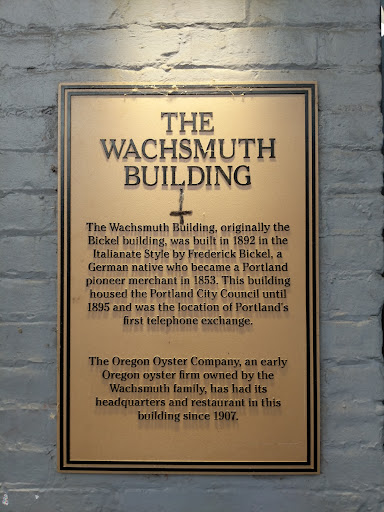 THE
WACHSMUTH
BUILDING
The Wachsmuth Building, originally the
Bickel building, was built in 1892 in the
Italianate Style by Frederick Bickel, a
German native who became a Portland
pioneer merchant in 1853. This building
housed the Portland City Council until
1895 and was the location of Portland's
first telephone exchange.
The Oregon Oyster Company, an early
Oregon oyster firm owned by the
Wachsmuth family, has had its
headquarters and restaurant in this
building since 1907.